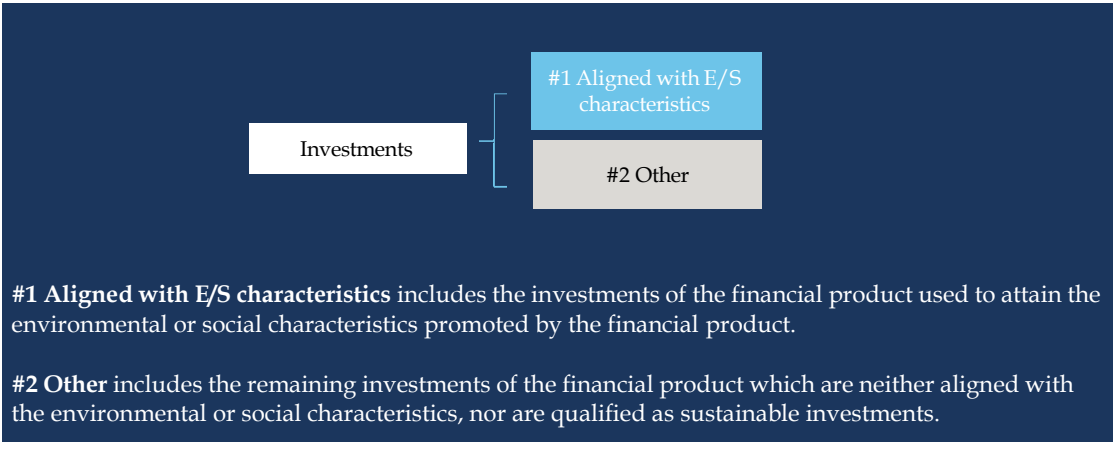 #1 Aligned with E/S
characteristics
Investments
#2 Other
#1 Aligned with E/S characteristics includes the investments of the financial product used to attain the
environmental or social characteristics promoted by the financial product.
#2 Other includes the remaining investments of the financial product which are neither aligned with
the environmental or social characteristics, nor are qualified as sustainable investments.